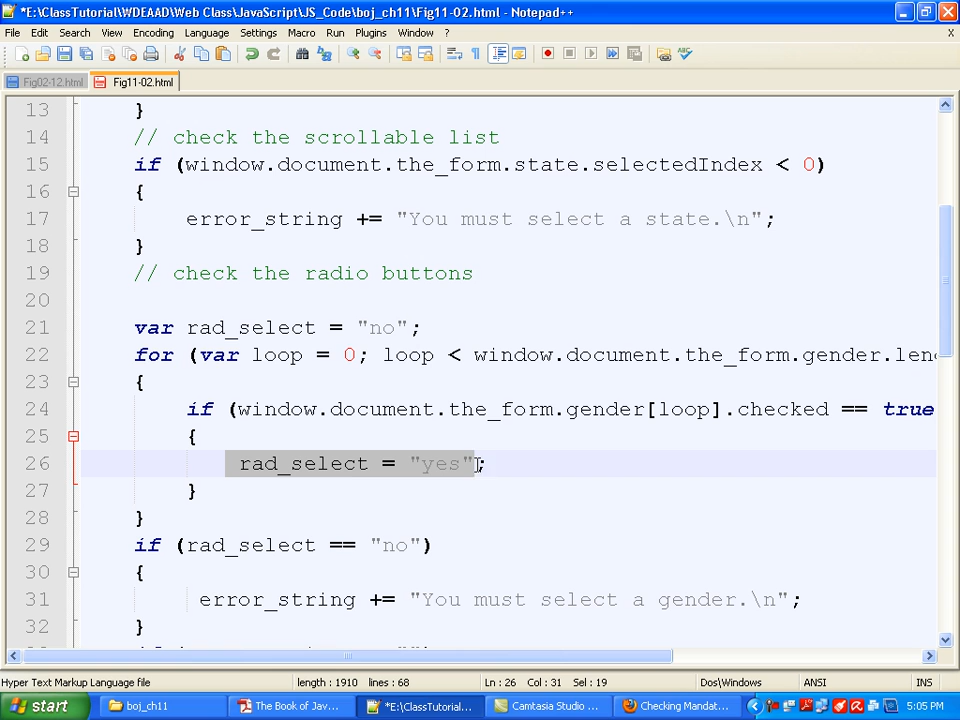 *E:\ClassTutorial\WDEAAD\Web Class\JavaScript\JS_Code\boj_ch11\Fig11-02.html - Notepad++
File Edit Search View Encoding Language Settings Macro Run Plugins Window ? X
Fig02-12.html Fig11-02.html
13 }
14 // check the scrollable list
15 if (window.document.the_form.state.selectedIndex < 0)
16 {
17 error_string += "You must select a state.\n";
18 }
19 // check the radio buttons
20
21 var rad_select = "no";
22 for (var loop = 0; loop < window.document.the_form.gender.len
23 {
24 if (window.document.the_form.gender[loop].checked == true
25 {
26 rad_select = "yes";
27 }
28 }
29 if (rad_select == "no")
30 {
31 error_string += "You must select a gender.\n";
32 }
Hyper Text Markup Language file length : 1910 lines : 68 Ln : 26 Col : 31 Sel : 19 Dos\Windows ANSI INS
start boj_ch11 The Book of Jav... *E:\ClassTutorial... Camtasia Studio ... Checking Mandat... 5:05 PM